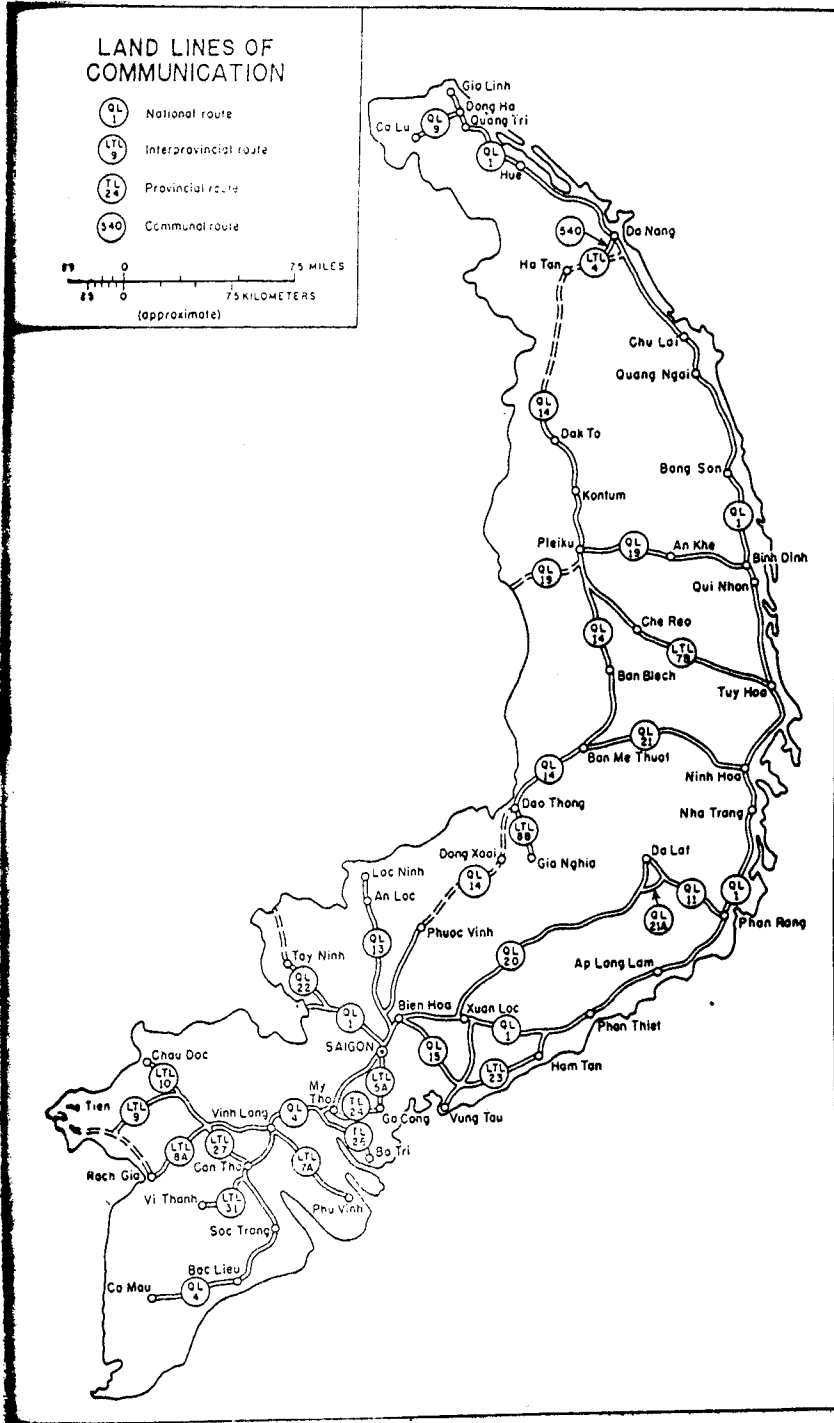 LAND LINES OF
COMMUNICATION
QL
1
National route
LTL
9
Interprovincial route
TL
24
Provincial route
540
Communal route
0
75 MILES
0
75 KILOMETERS
(approximate)
Gio Linh
Dong Ha
Quang Tri
Ca Lu
QL
9
QL
1
Hue
540
Da Nang
LTL
4
Ha Tan
Chu Lai
Quang Ngai
QL
14
Dak To
Kontum
Bong Son
QL
1
Pleiku
QL
19
An Khe
Binh Dinh
QL
19
Qui Nhon
QL
14
Che Reo
LTL
7B
Ban Blech
Tuy Hoa
QL
21
Ban Me Thuot
QL
14
Ninh Hoa
Dao Thong
Nha Trang
LTL
8B
Dong Xoai
Gia Nghia
QL
14
Da Lat
Loc Ninh
An Loc
QL
11
QL
1
QL
21A
Phan Rang
Phuoc Vinh
QL
13
QL
20
Tay Ninh
QL
22
Ap Long Lam
QL
1
Bien Hoa
Xuan Loc
QL
1
Phan Thiet
SAIGON
QL
15
Ham Tan
LTL
23
Chau Doc
LTL
10
LTL
5A
My
Tho
TL
24
Go Cong
Vung Tau
Tien
LTL
9
Vinh Long
QL
4
TL
26
Ba Tri
LTL
8A
LTL
27
Can Tho
LTL
7A
Rach Gia
Vi Thanh
LTL
31
Phu Vinh
Soc Trang
Bac Lieu
Ca Mau
QL
4